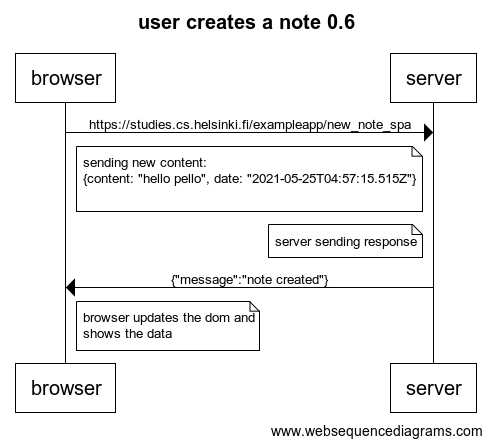 user creates a note 0.6
browser
server
https://studies.cs.helsinki.fi/exampleapp/new_note_spa
sending new content:
{content: "hello pello", date: "2021-05-25T04:57:15.515Z"}
server sending response
{"message":"note created"}
browser updates the dom and
shows the data
browser
server
www.websequencediagrams.com